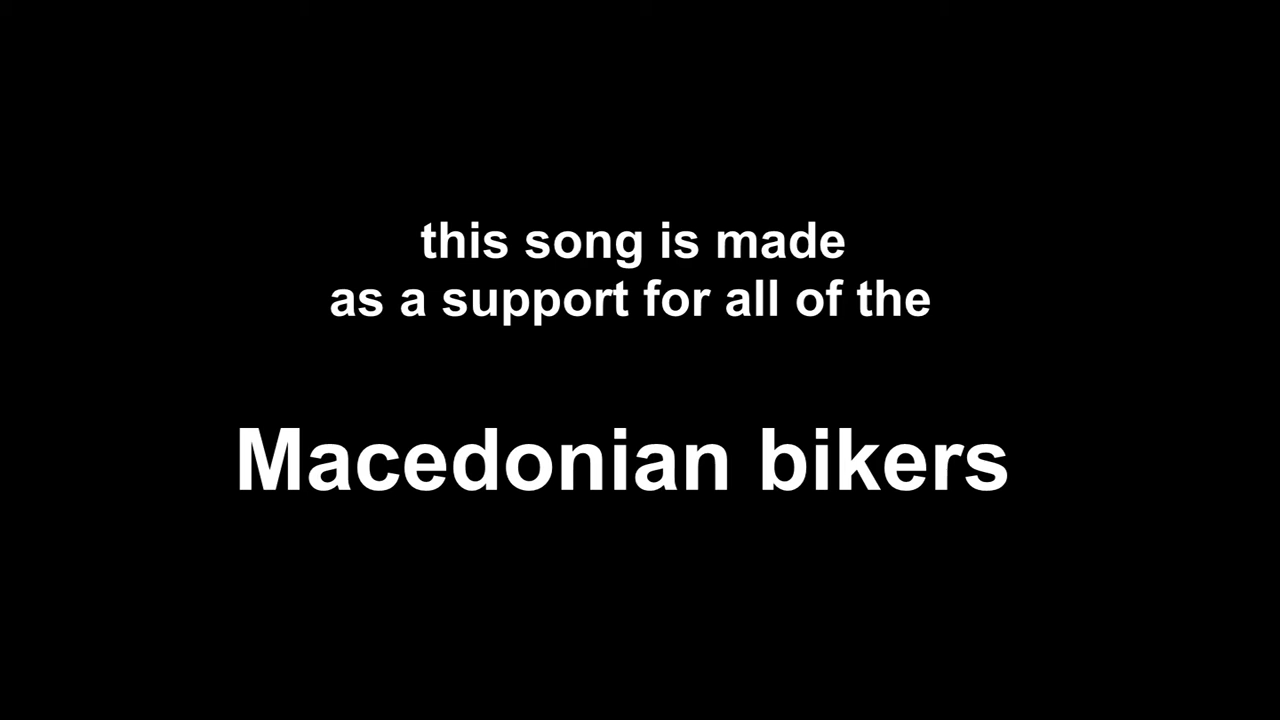 this song is made
as a support for all of the
Macedonian bikers